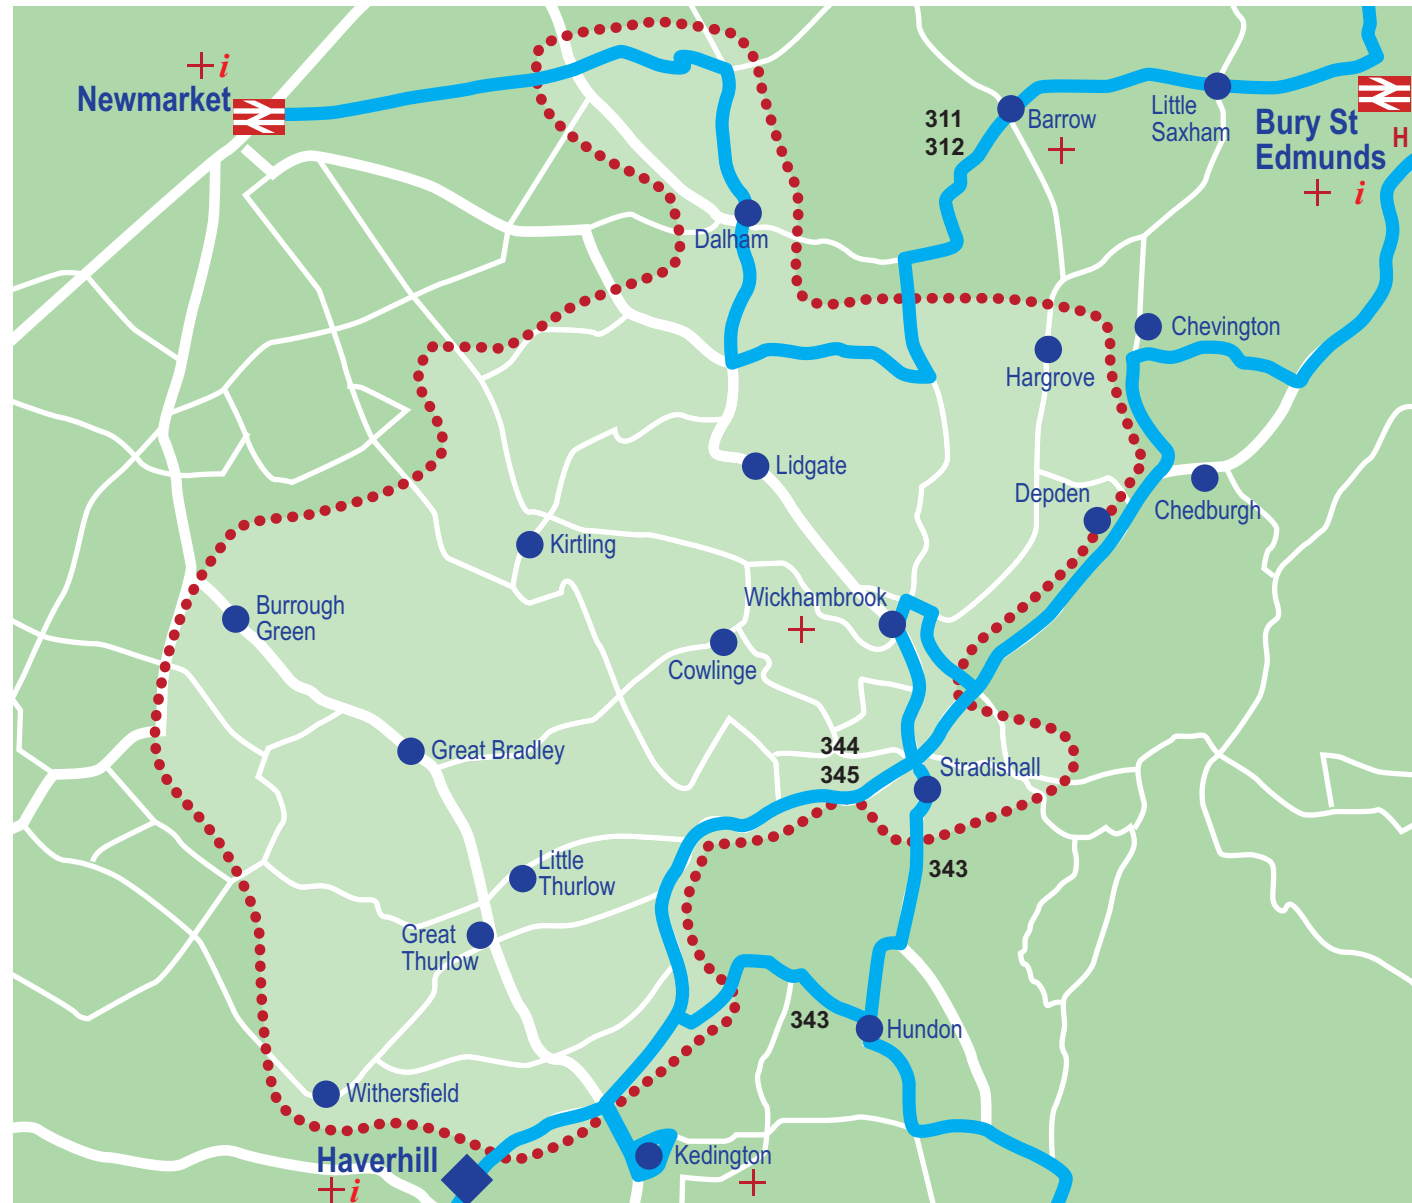 i
Newmarket
311
312
Barrow
Little
Saxham
Bury St
Edmunds
H
i
Dalham
Chevington
Hargrove
Lidgate
Depden
Chedburgh
Kirtling
Burrough
Green
Wickhambrook
Cowlinge
Great Bradley
344
345
Stradishall
Little
Thurlow
343
Great
Thurlow
343
Hundon
Withersfield
Haverhill
i
Kedington